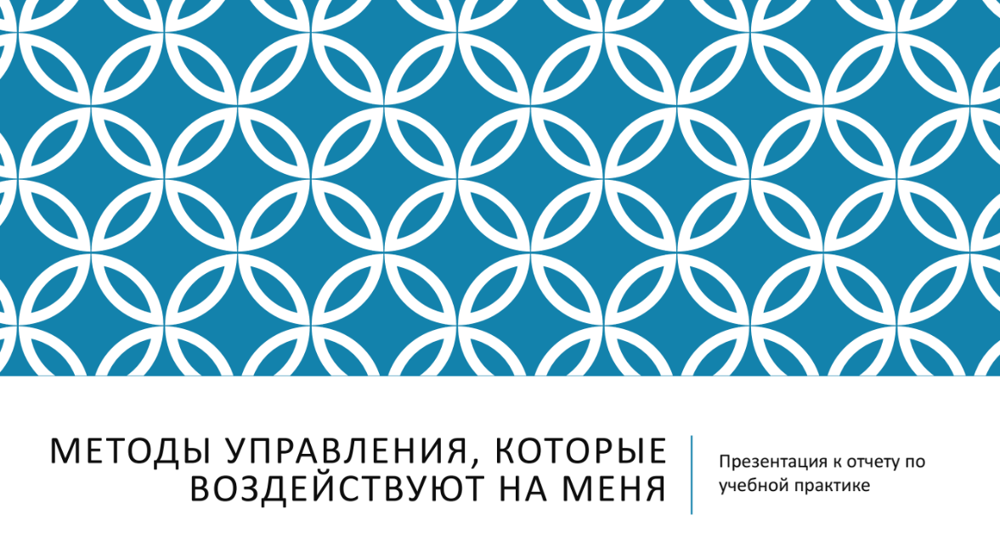 МЕТОДЫ УПРАВЛЕНИЯ, КОТОРЫЕ
ВОЗДЕЙСТВУЮТ НА МЕНЯ
Презентация к отчету по
учебной практике